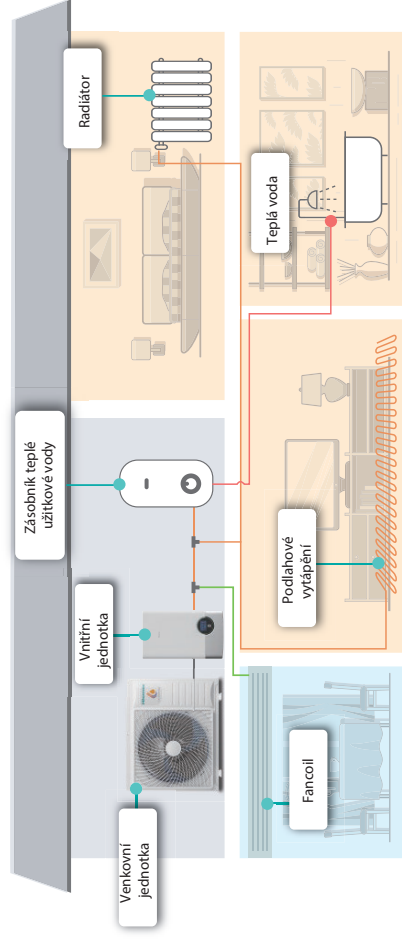 Venkovní
jednotka
Vnitřní
jednotka
Zásobník teplé
užitkové vody
Radiátor
Fancoil
Podlahové
vytápění
Teplá voda